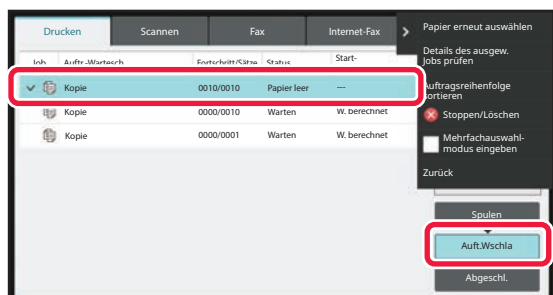 Drucken Scannen Fax Internet-Fax
Job Auftr.-Wartesch Fortschritt/Sätze Status Start-
Kopie 0010/0010 Papier leer ---
Kopie 0000/0010 Warten W. berechnet
Kopie 0000/0001 Warten W. berechnet
Papier erneut auswählen
Details des ausgew.
Jobs prüfen
Auftragsreihenfolge
sortieren
Stoppen/Löschen
Mehrfachauswahl-
modus eingeben
Zurück
Spulen
Auft.Wschla
Abgeschl.